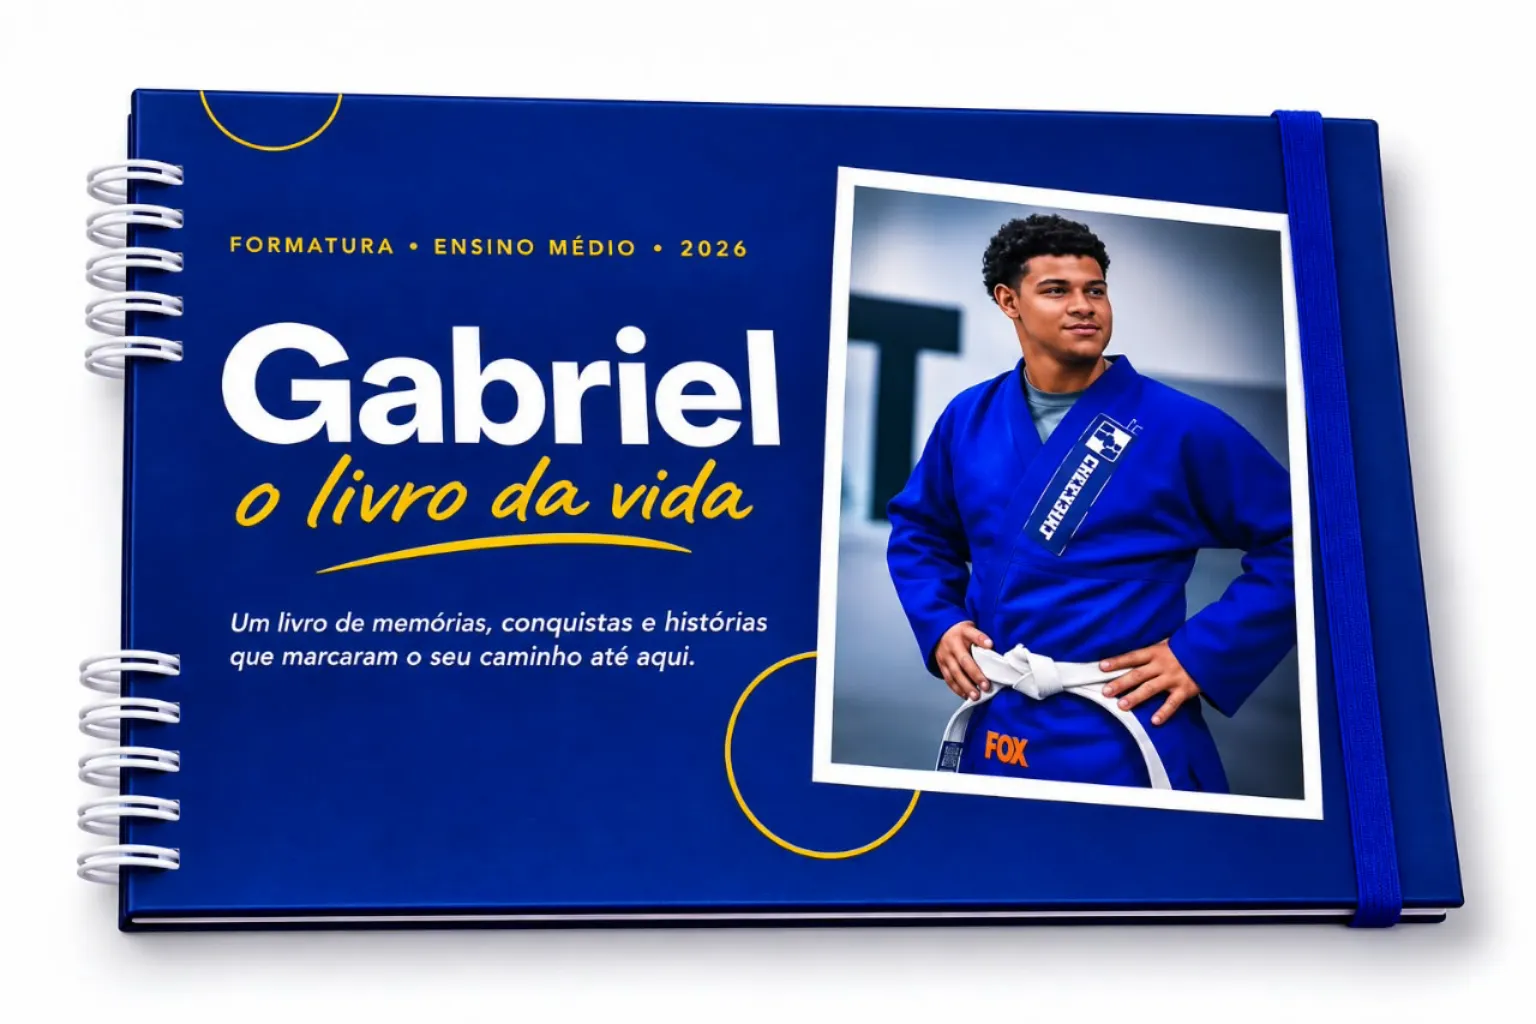 FORMATURA • ENSINO MÉDIO • 2026
Gabriel
o livro da vida
Um livro de memórias, conquistas e histórias
que marcaram o seu caminho até aqui.
FOX